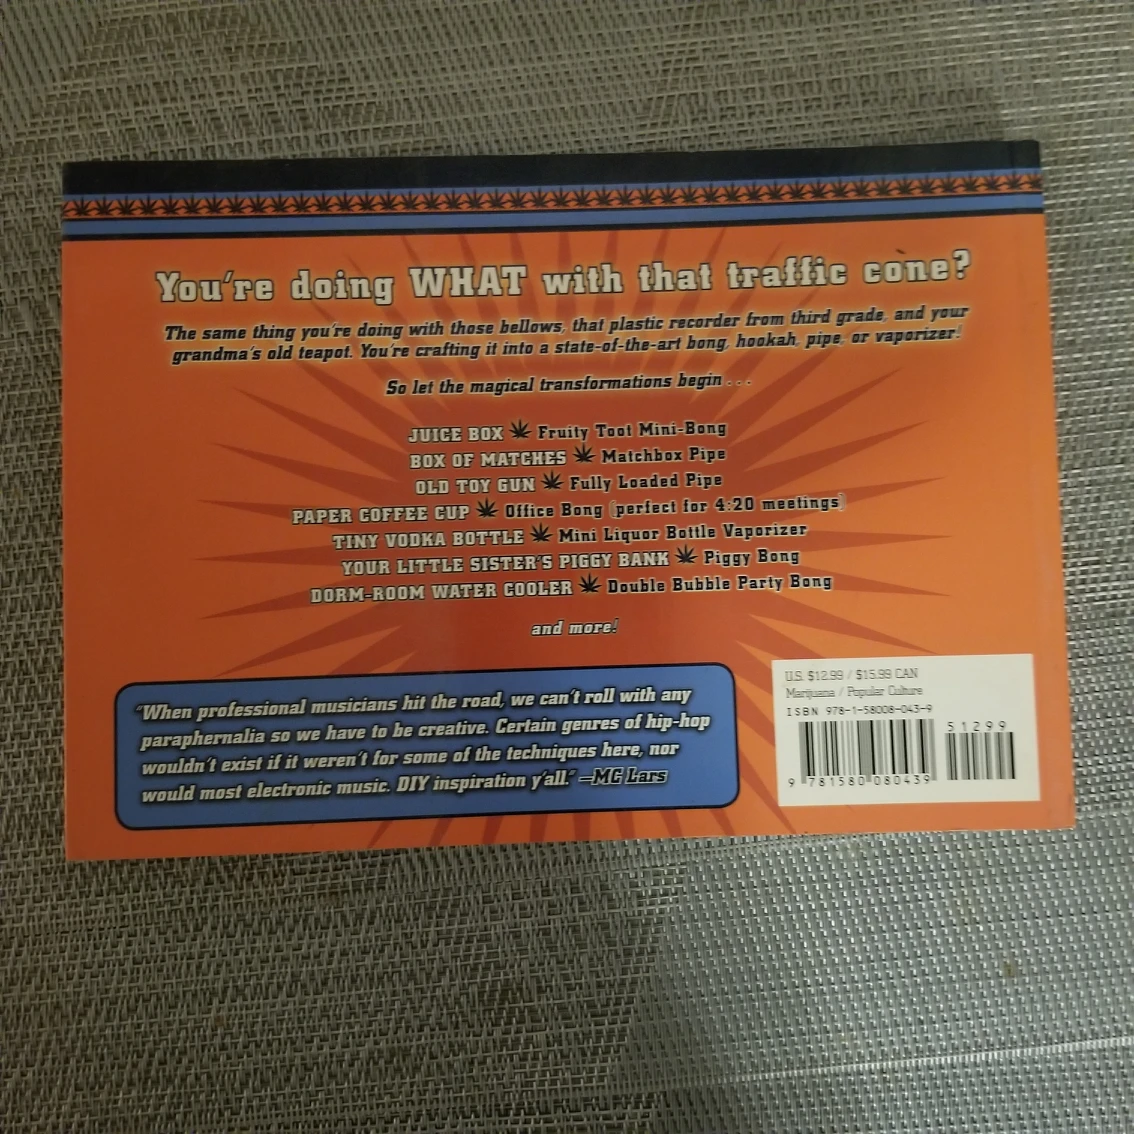 You're doing WHAT with that traffic cone?
The same thing you're doing with those bellows, that plastic recorder from third grade, and your
grandma's old teapot. You're crafting it into a state-of-the-art bong, hookah, pipe, or vaporizer!
So let the magical transformations begin . . .
JUICE BOX Fruity Toot Mini-Bong
BOX OF MATCHES Matchbox Pipe
OLD TOY GUN Fully Loaded Pipe
PAPER COFFEE CUP Office Bong (perfect for 4:20 meetings)
TINY VODKA BOTTLE Mini Liquor Bottle Vaporizer
YOUR LITTLE SISTER'S PIGGY BANK Piggy Bong
DORM-ROOM WATER COOLER Double Bubble Party Bong
and more!
"When professional musicians hit the road, we can't roll with any
paraphernalia so we have to be creative. Certain genres of hip-hop
wouldn't exist if it weren't for some of the techniques here, nor
would most electronic music. DIY inspiration y'all." —MC Lars
U.S. $12.99 / $15.99 CAN
Marijuana / Popular Culture
ISBN 978-1-58008-043-9
51299
9 781580 080439